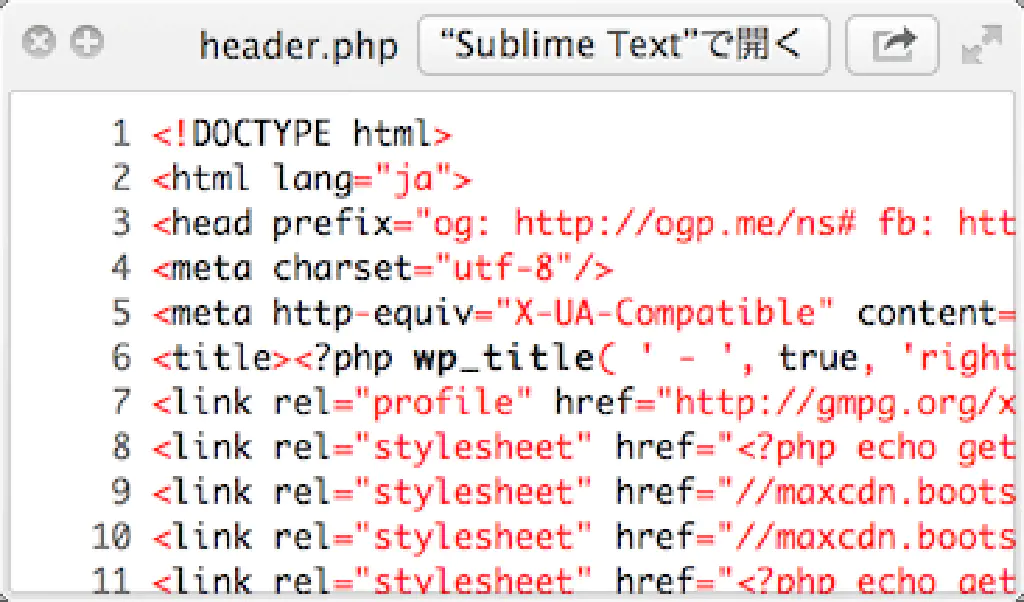 header.php "Sublime Text"で開く
1 <!DOCTYPE html>
2 <html lang="ja">
3 <head prefix="og: http://ogp.me/ns# fb: htt
4 <meta charset="utf-8"/>
5 <meta http-equiv="X-UA-Compatible" content=
6 <title><?php wp_title( ' - ', true, 'right
7 <link rel="profile" href="http://gmpg.org/x
8 <link rel="stylesheet" href="<?php echo get
9 <link rel="stylesheet" href="//maxcdn.boots
10 <link rel="stylesheet" href="//maxcdn.boots
11 <link rel="stylesheet" href="<?php echo get